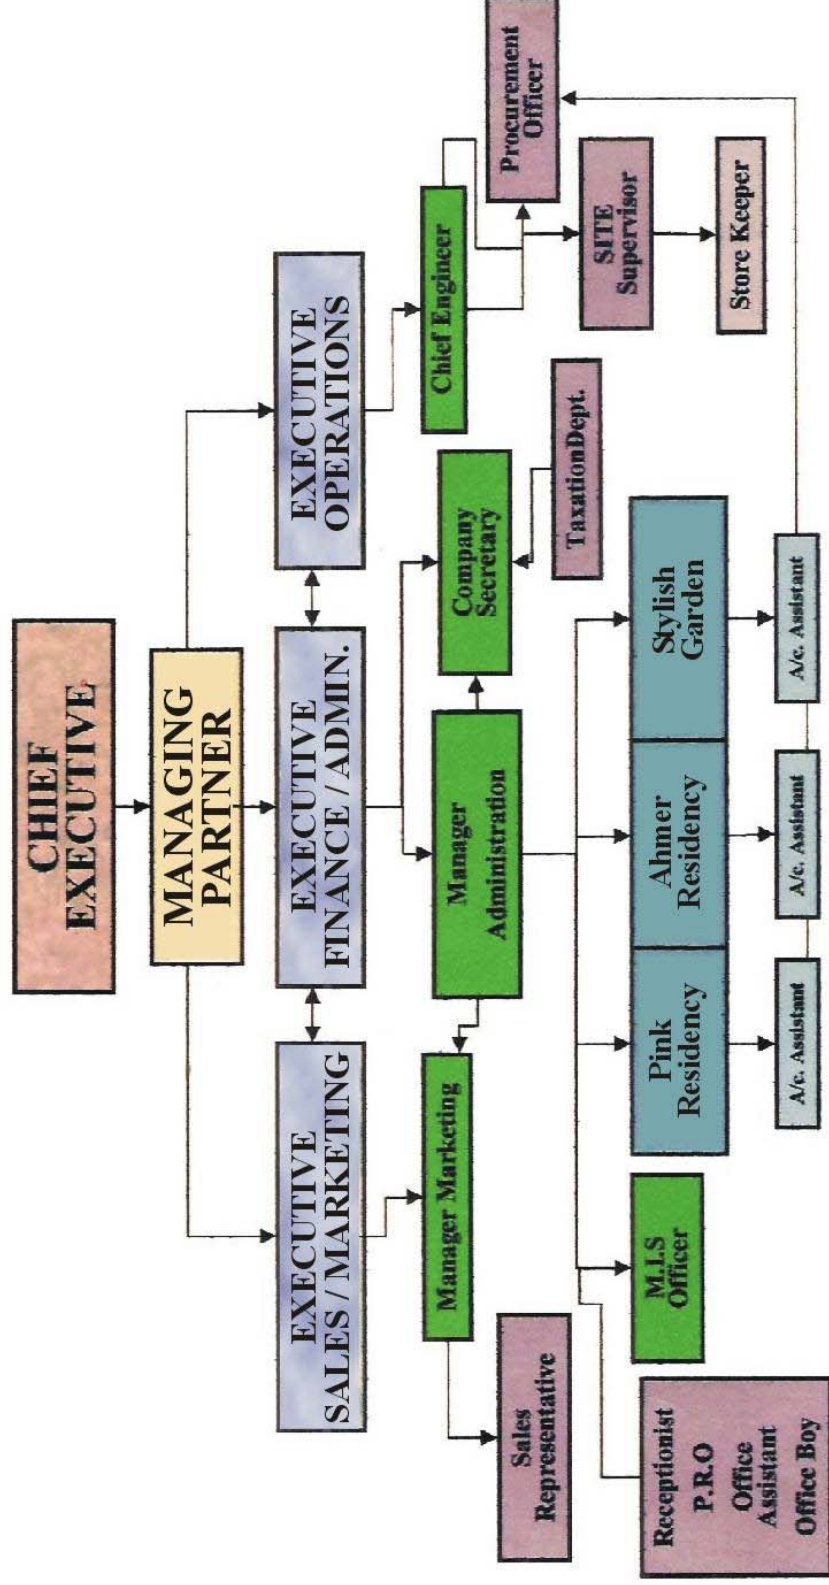 CHIEF
EXECUTIVE.
MANAGING
PARTNER
EXECUTIVE
SALES / MARKETING
EXECUTIVE
FINANCE / ADMIN.
EXECUTIVE
OPERATIONS
Manager Marketing
Manager
Administration
Company
Secretary
Chief Engineer
Sales
Representative
TaxationDept.
Procurement
Officer
SITE
Supervisor
Store Keeper
Receptionist
P.R.O
Office
Assistant
Office Boy
M.I.S
Officer
Pink
Residency
Ahmer
Residency
Stylish
Garden
A/c. Assistant
A/c. Assistant
A/c. Assistant